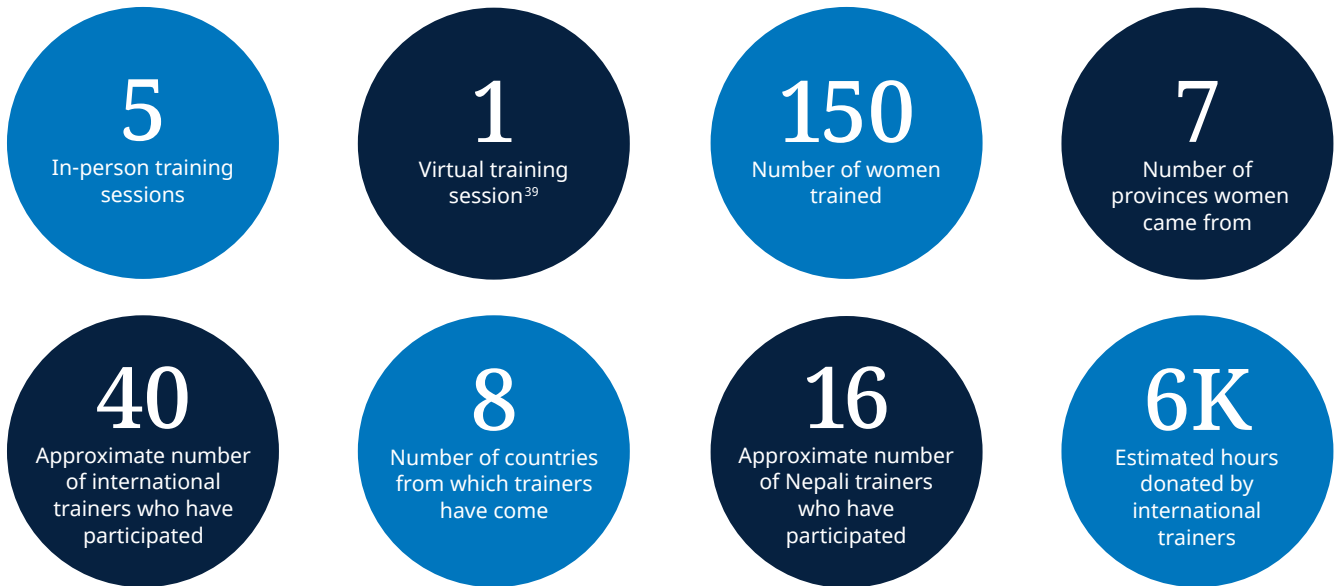 5
In-person training
sessions
1
Virtual training
session39
150
Number of women
trained
7
Number of
provinces women
came from
40
Approximate number
of international
trainers who have
participated
8
Number of countries
from which trainers
have come
16
Approximate number
of Nepali trainers
who have
participated
6K
Estimated hours
donated by
international
trainers